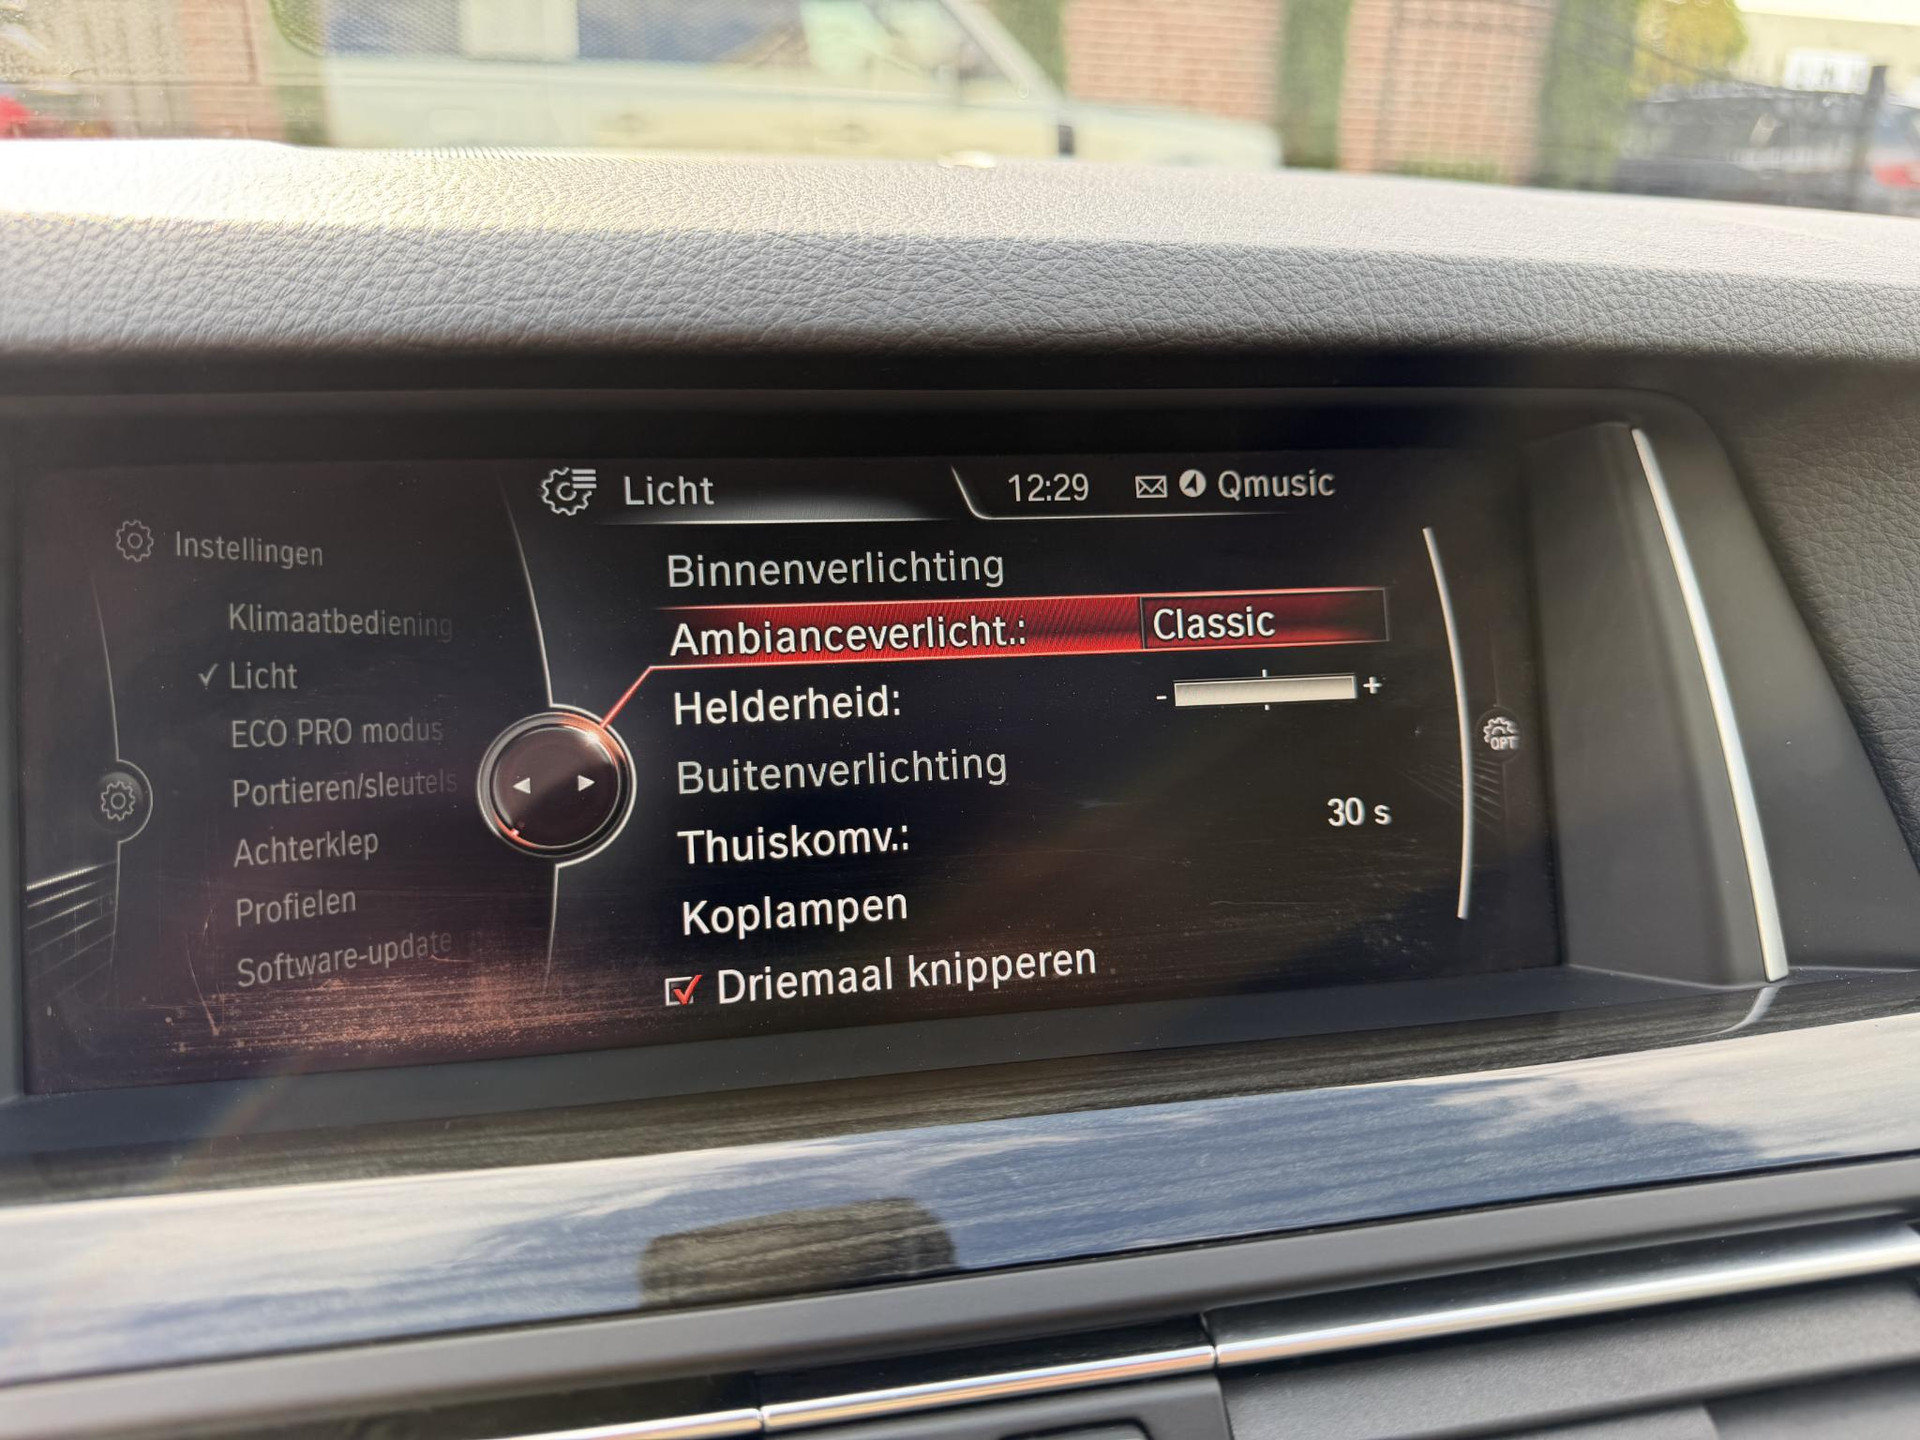 Licht
12:29
Qmusic
Instellingen
Klimaatbediening
✓ Licht
ECO PRO modus
Portieren/sleutels
Achterklep
Profielen
Software-update
Binnenverlichting
Ambianceverlicht.: Classic
Helderheid: - +
Buitenverlichting
Thuiskomv.: 30 s
Koplampen
Driemaal knipperen
OPT